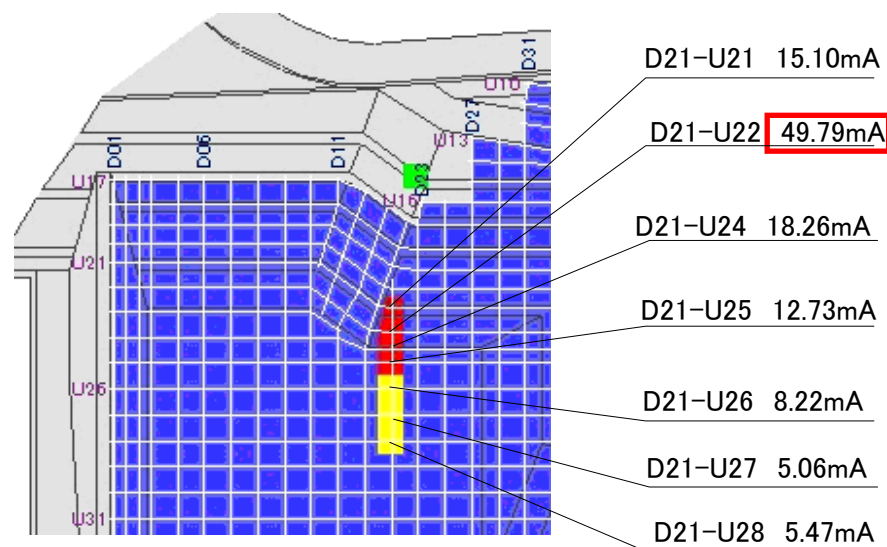 D31
D21-U21 15.10mA
U10
D27
D21-U22 49.79mA
D01
D06
D11
U13
D23
U17
U16
D21-U24 18.26mA
U21
D21-U25 12.73mA
U26
D21-U26 8.22mA
D21-U27 5.06mA
U31
D21-U28 5.47mA